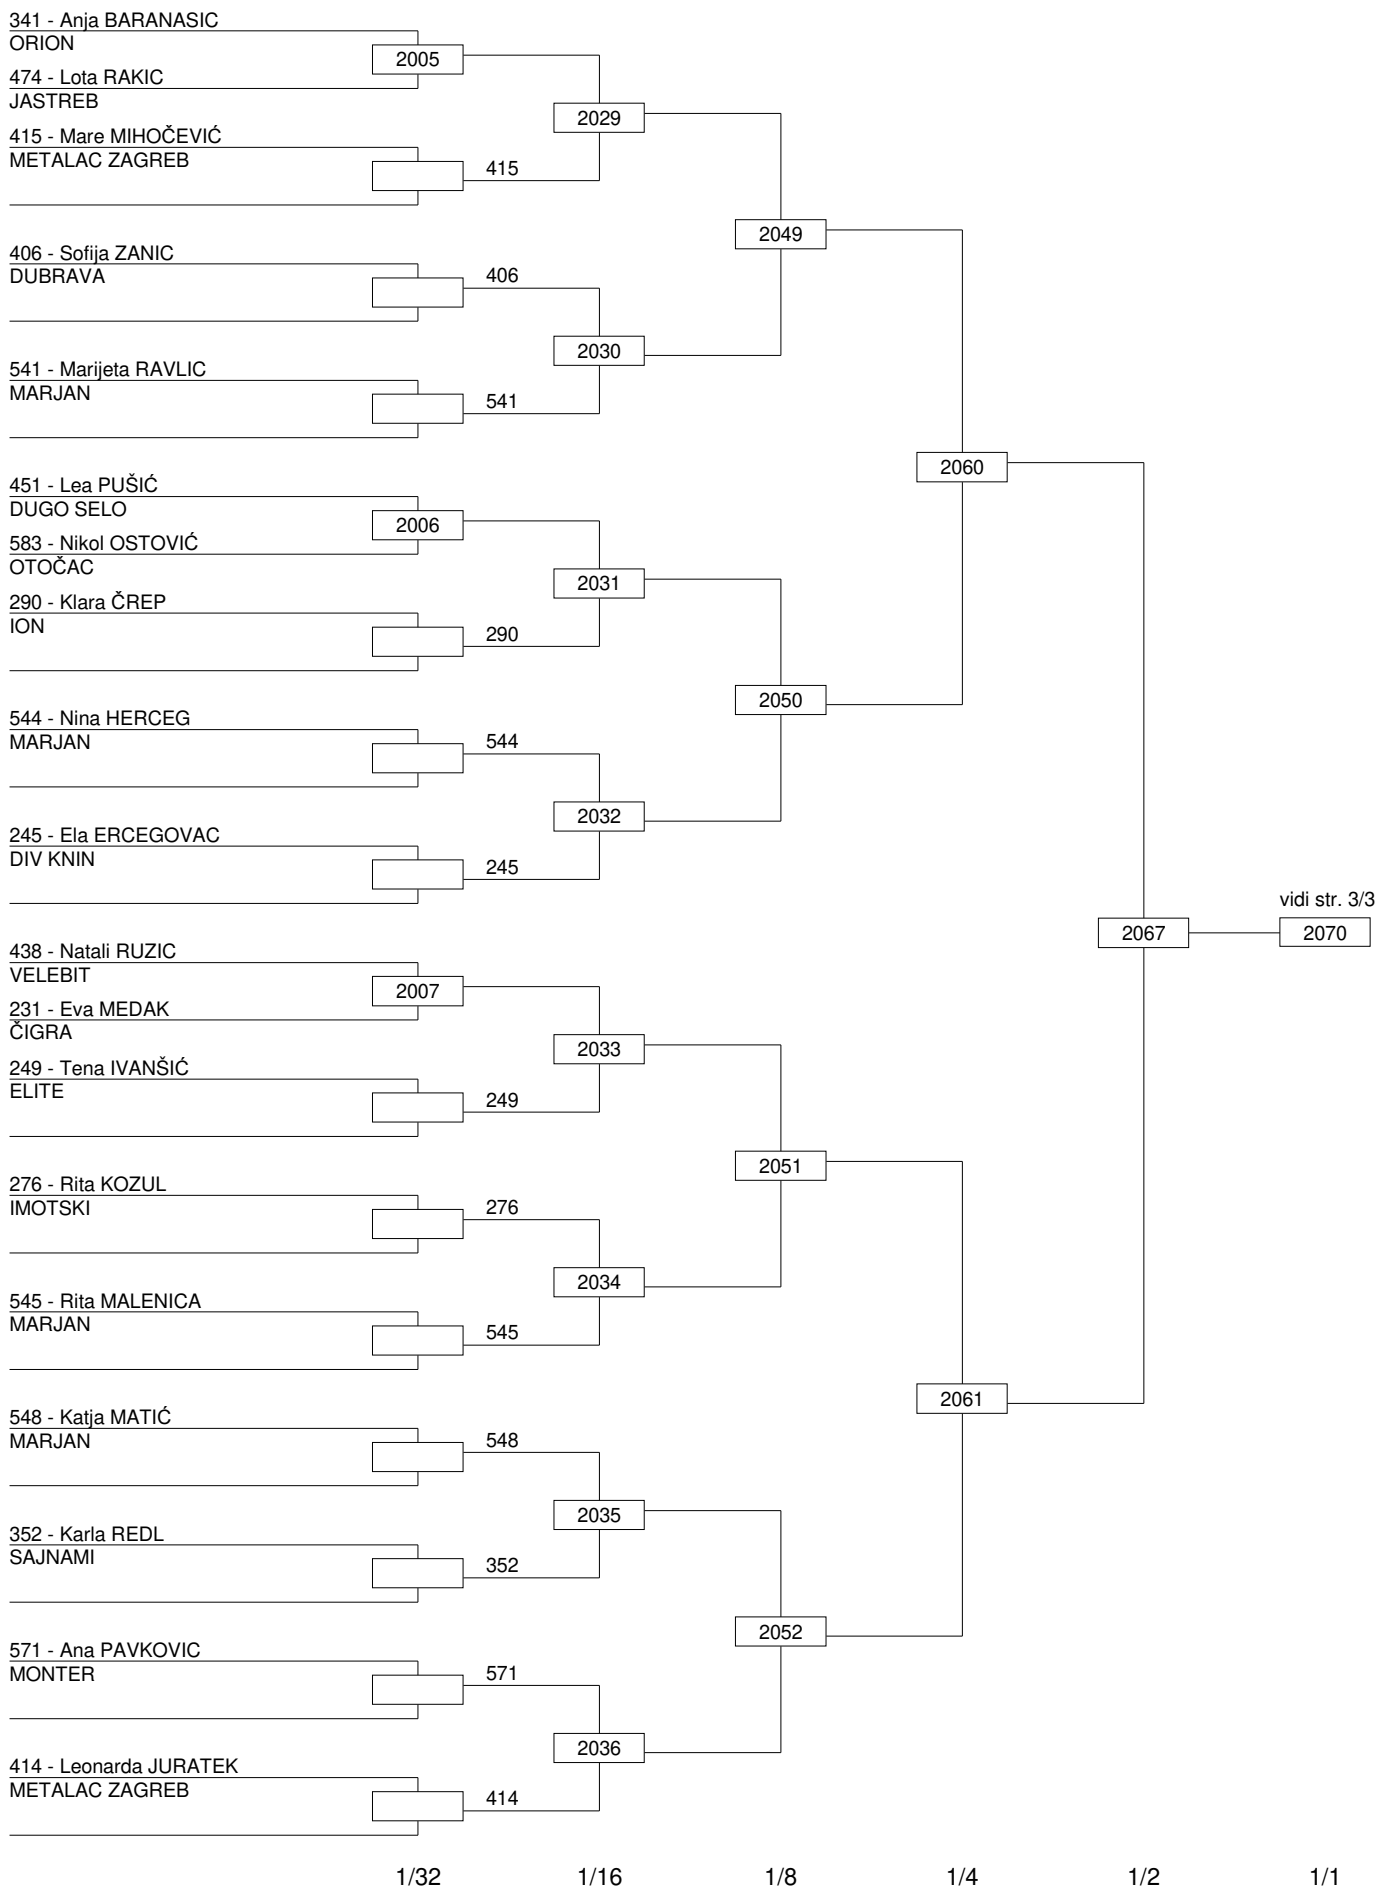 341 - Anja BARANASIC
ORION
2005
474 - Lota RAKIC
JASTREB
2029
415 - Mare MIHOČEVIĆ
METALAC ZAGREB
415
2049
406 - Sofija ZANIC
DUBRAVA
406
2030
541 - Marijeta RAVLIC
MARJAN
541
2060
451 - Lea PUŠIĆ
DUGO SELO
2006
583 - Nikol OSTOVIĆ
OTOČAC
2031
290 - Klara ČREP
ION
290
2050
544 - Nina HERCEG
MARJAN
544
2032
245 - Ela ERCEGOVAC
DIV KNIN
245
vidi str. 3/3
2067
2070
438 - Natali RUZIC
VELEBIT
2007
231 - Eva MEDAK
ČIGRA
2033
249 - Tena IVANŠIĆ
ELITE
249
2051
276 - Rita KOZUL
IMOTSKI
276
2034
545 - Rita MALENICA
MARJAN
545
2061
548 - Katja MATIĆ
MARJAN
548
2035
352 - Karla REDL
SAJNAMI
352
2052
571 - Ana PAVKOVIC
MONTER
571
2036
414 - Leonarda JURATEK
METALAC ZAGREB
414
1/32 1/16 1/8 1/4 1/2 1/1